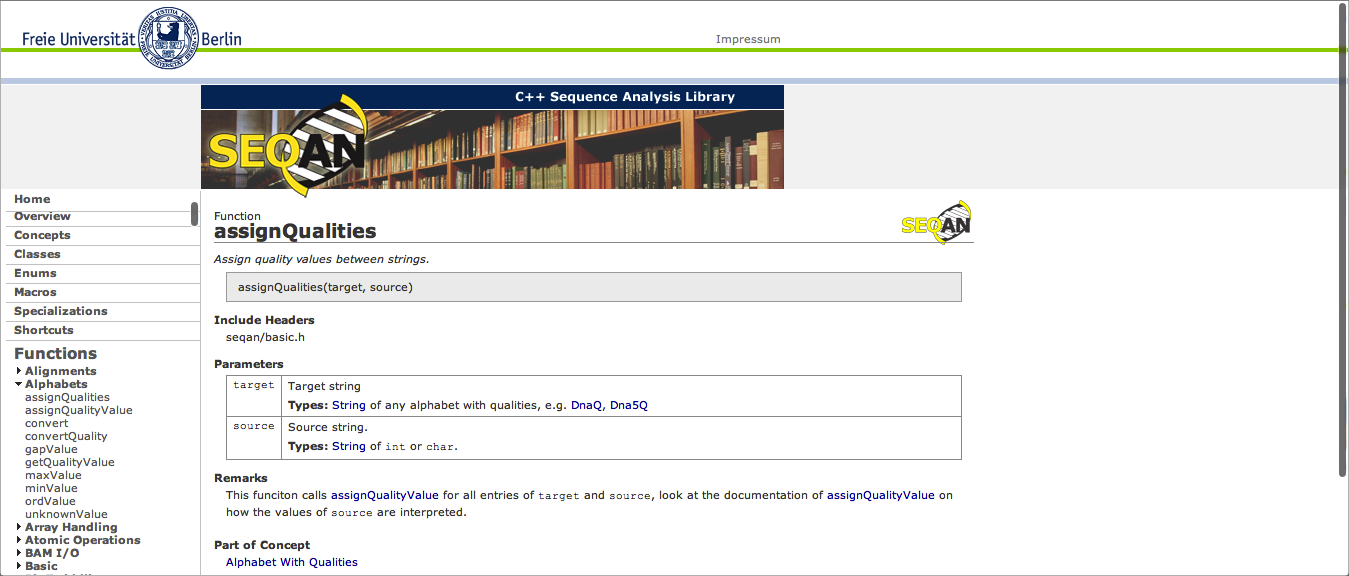 Freie Universität Berlin
Impressum
C++ Sequence Analysis Library
SEQAN
Home
Overview
Concepts
Classes
Enums
Macros
Specializations
Shortcuts
Functions
Alignments
Alphabets
assignQualities
assignQualityValue
convert
convertQuality
gapValue
getQualityValue
maxValue
minValue
ordValue
unknownValue
Array Handling
Atomic Operations
BAM I/O
Basic
Function
assignQualities
SEQAN
Assign quality values between strings.
assignQualities(target, source)
Include Headers
seqan/basic.h
Parameters
target Target string
Types: String of any alphabet with qualities, e.g. DnaQ, Dna5Q
source Source string.
Types: String of int or char.
Remarks
This funciton calls assignQualityValue for all entries of target and source, look at the documentation of assignQualityValue on
how the values of source are interpreted.
Part of Concept
Alphabet With Qualities